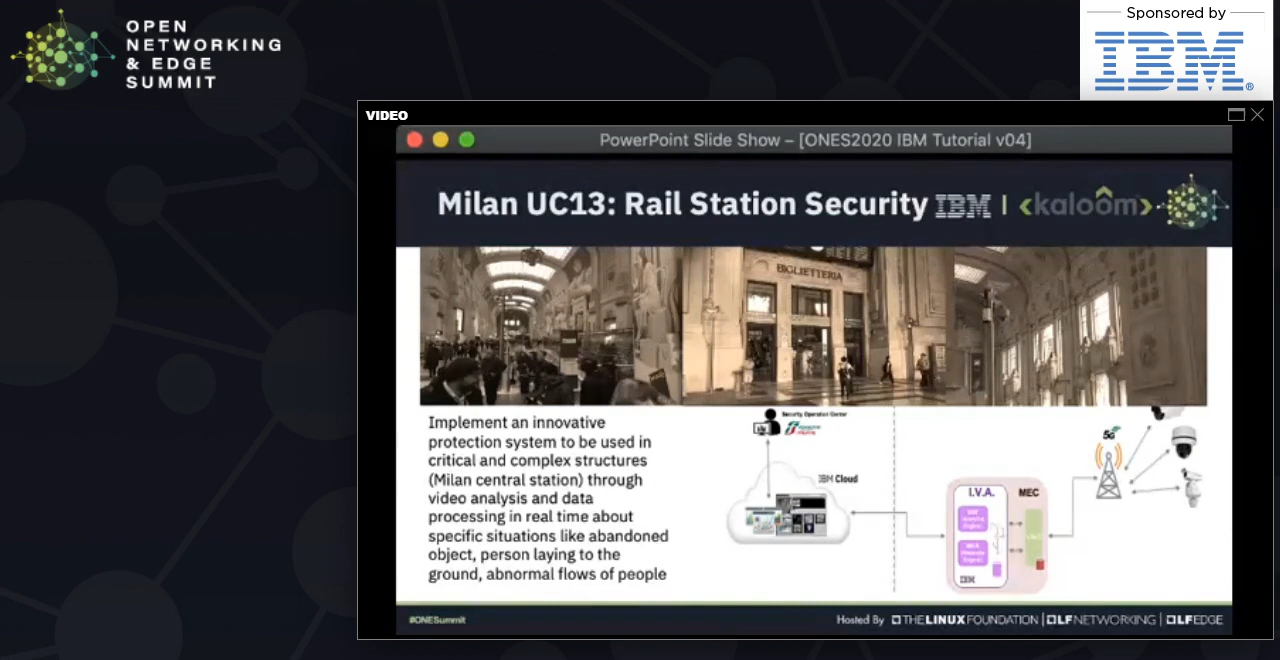 OPEN
NETWORKING
& EDGE
SUMMIT
Sponsored by
IBM®
VIDEO
PowerPoint Slide Show – [ONES2020 IBM Tutorial v04]
Milan UC13: Rail Station Security IBM | <kaloom>
BIGLIETTERIA
Implement an innovative
protection system to be used in
critical and complex structures
(Milan central station) through
video analysis and data
processing in real time about
specific situations like abandoned
object, person laying to the
ground, abnormal flows of people
Security Operation Center
IBM Cloud
I.V.A.
MEC
IBM
5G
#ONESummit
Hosted By THE LINUX FOUNDATION | LF NETWORKING | LF EDGE